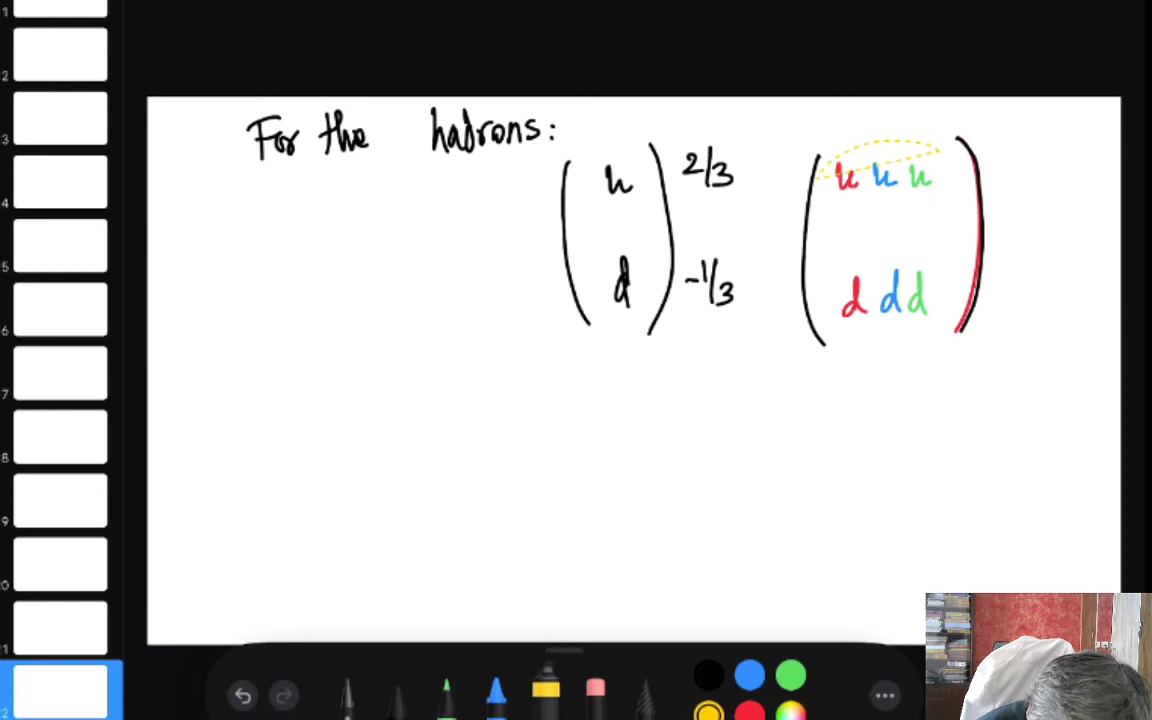 For the hadrons:
u 2/3 u u u
d -1/3 d d d